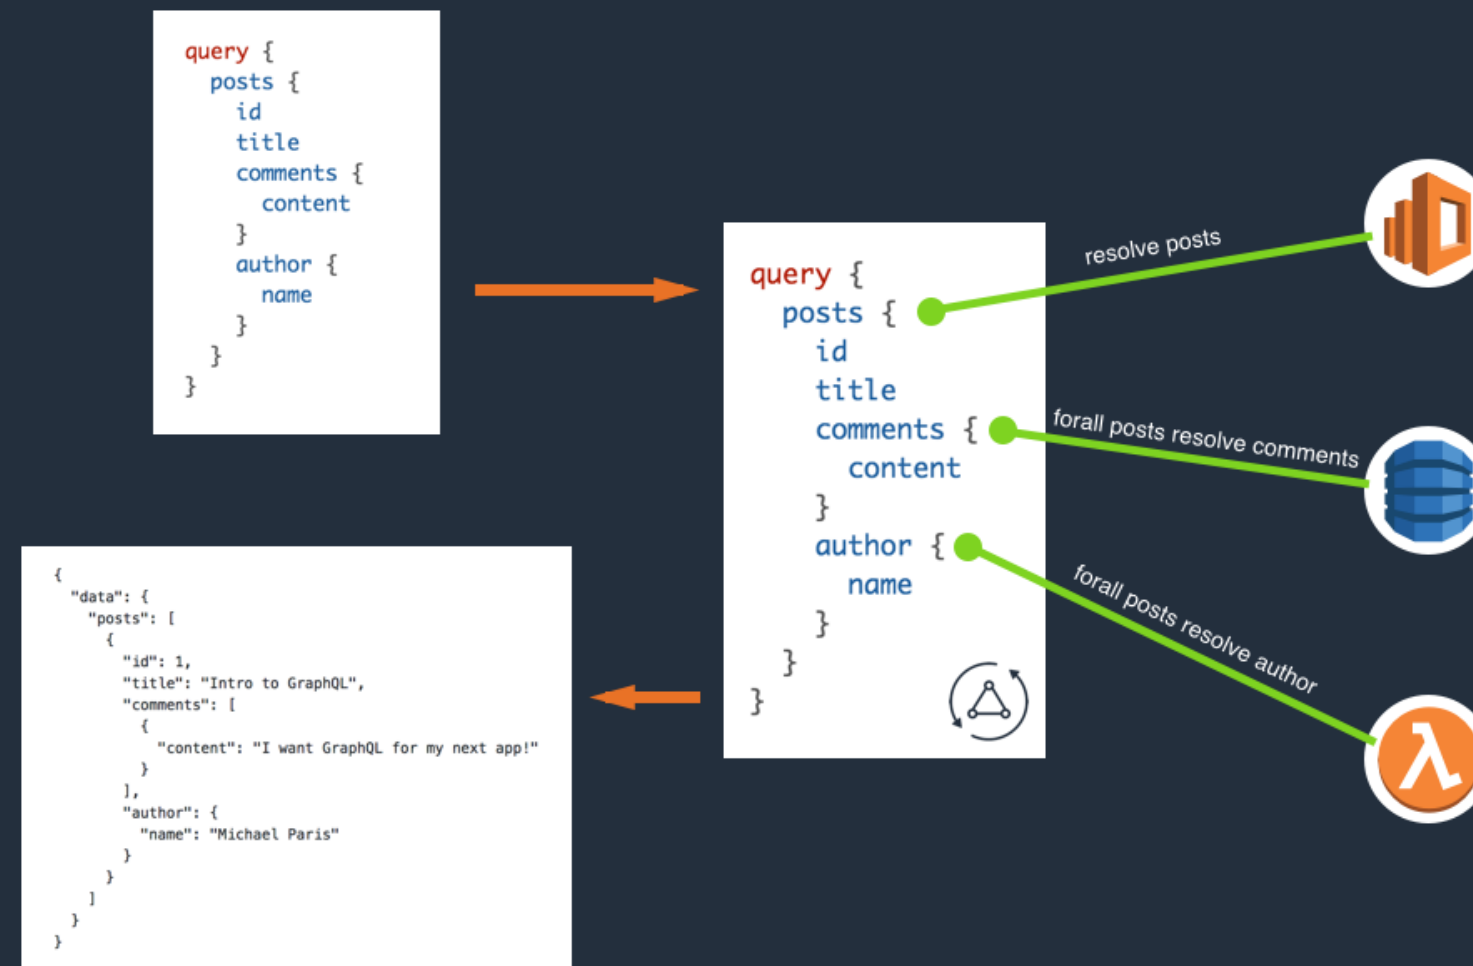 query {
  posts {
    id
    title
    comments {
      content
    }
    author {
      name
    }
  }
}
query {
  posts {
    id
    title
    comments {
      content
    }
    author {
      name
    }
  }
}
resolve posts
forall posts resolve comments
forall posts resolve author
{
  "data": {
    "posts": [
      {
        "id": 1,
        "title": "Intro to GraphQL",
        "comments": [
          {
            "content": "I want GraphQL for my next app!"
          }
        ],
        "author": {
          "name": "Michael Paris"
        }
      }
    ]
  }
}